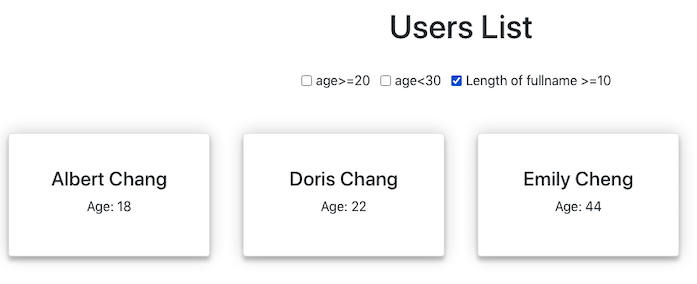 Users List
age>=20 age<30 Length of fullname >=10
Albert Chang
Age: 18
Doris Chang
Age: 22
Emily Cheng
Age: 44